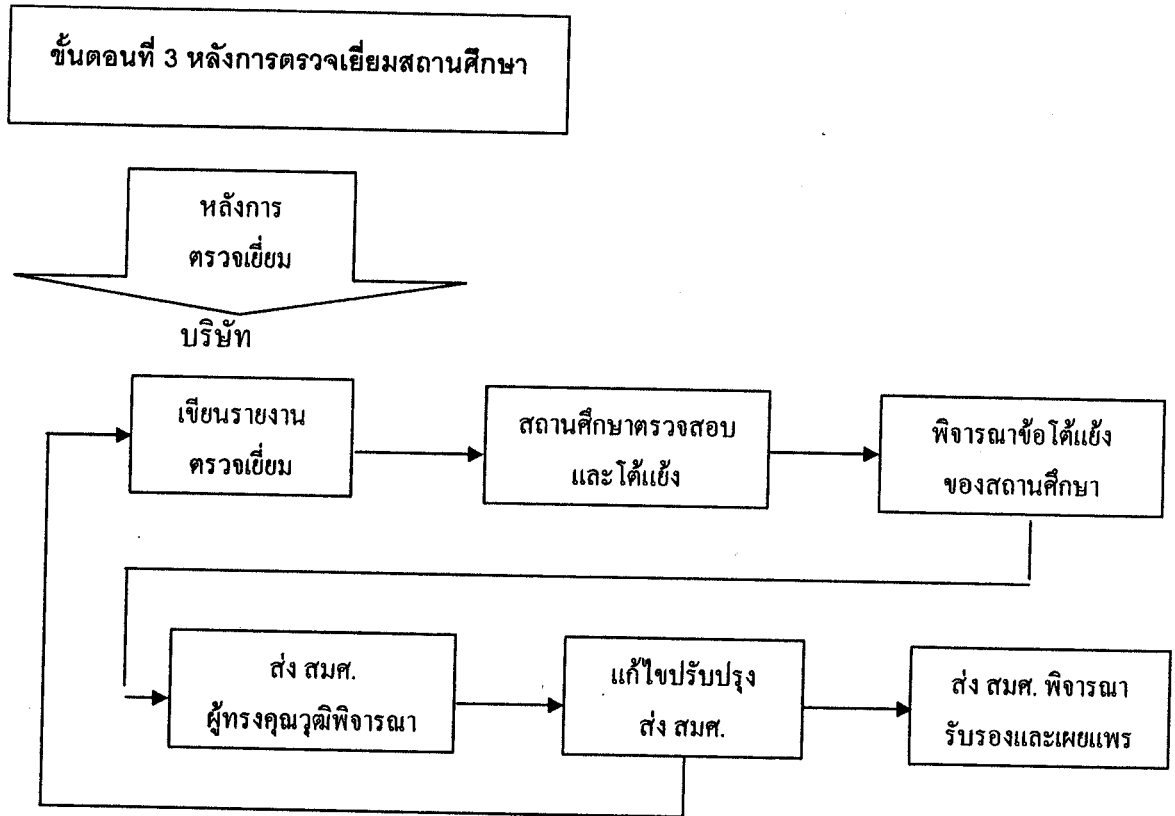 ขั้นตอนที่ 3 หลังการตรวจเยี่ยมสถานศึกษา
หลังการ
ตรวจเยี่ยม
บริษัท
เขียนรายงาน
ตรวจเยี่ยม
สถานศึกษาตรวจสอบ
และโต้แย้ง
พิจารณาข้อโต้แย้ง
ของสถานศึกษา
ส่ง สมศ.
ผู้ทรงคุณวุฒิพิจารณา
แก้ไขปรับปรุง
ส่ง สมศ.
ส่ง สมศ. พิจารณา
รับรองและเผยแพร